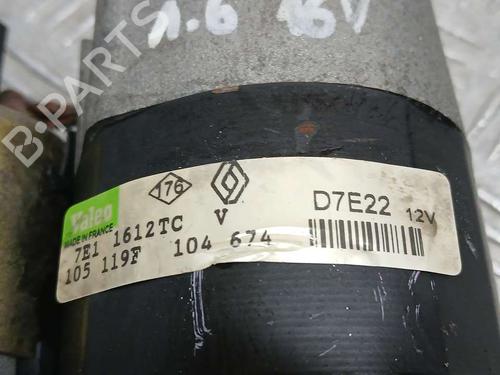 1.6 16V
B-PARTS
Valeo
MADE IN FRANCE
176
V
D7E22 12V
7E1 1612TC
105 119F 104 674